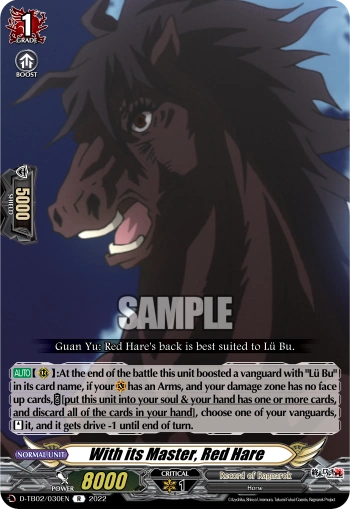 1
GRADE
BOOST
5000
SHIELD
SAMPLE
Guan Yu: Red Hare's back is best suited to Lü Bu.
AUTO【 】:At the end of the battle this unit boosted a vanguard with "Lü Bu"
in its card name, if your has an Arms, and your damage zone has no face
up cards, [put this unit into your soul & your hand has one or more cards,
and discard all of the cards in your hand], choose one of your vanguards,
it, and it gets drive -1 until end of turn.
〈NORMAL UNIT〉 With its Master, Red Hare
POWER 8000 CRITICAL 1 Record of Ragnarok
Horse
D-TB02/030EN R 2022